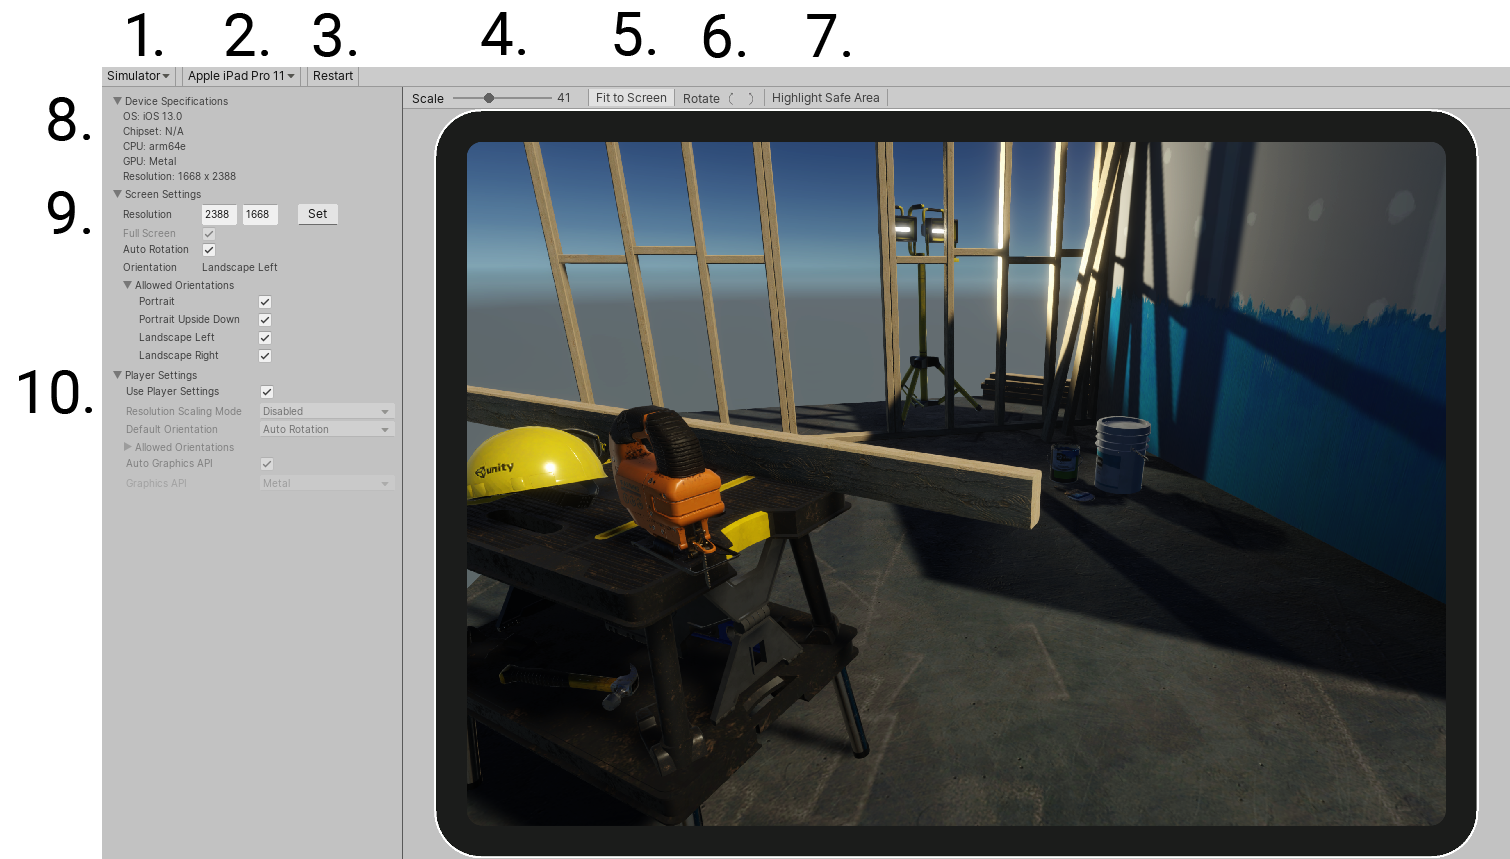 1. 2. 3. 4. 5. 6. 7.
Simulator Apple iPad Pro 11 Restart
Scale 41 Fit to Screen Rotate Highlight Safe Area
8.
Device Specifications
OS: iOS 13.0
Chipset: N/A
CPU: arm64e
GPU: Metal
Resolution: 1668 x 2388
9.
Screen Settings
Resolution 2388 1668 Set
Full Screen
Auto Rotation
Orientation Landscape Left
Allowed Orientations
Portrait
Portrait Upside Down
Landscape Left
Landscape Right
10.
Player Settings
Use Player Settings
Resolution Scaling Mode Disabled
Default Orientation Auto Rotation
Allowed Orientations
Auto Graphics API
Graphics API Metal
unity